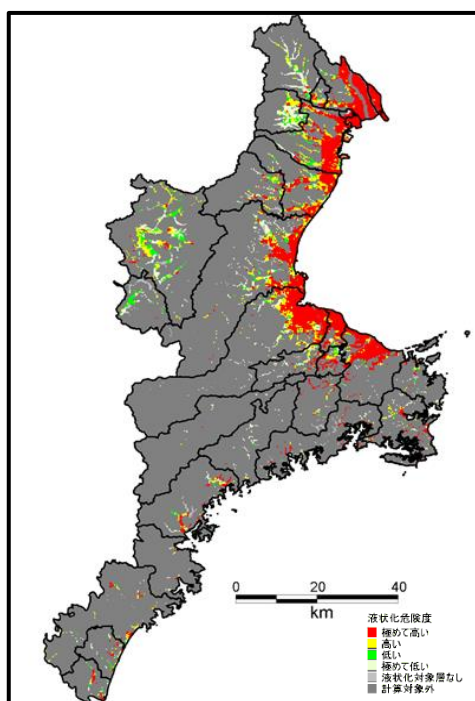 0 20 40
km
液状化危険度
極めて高い
高い
低い
極めて低い
液状化対象層なし
計算対象外